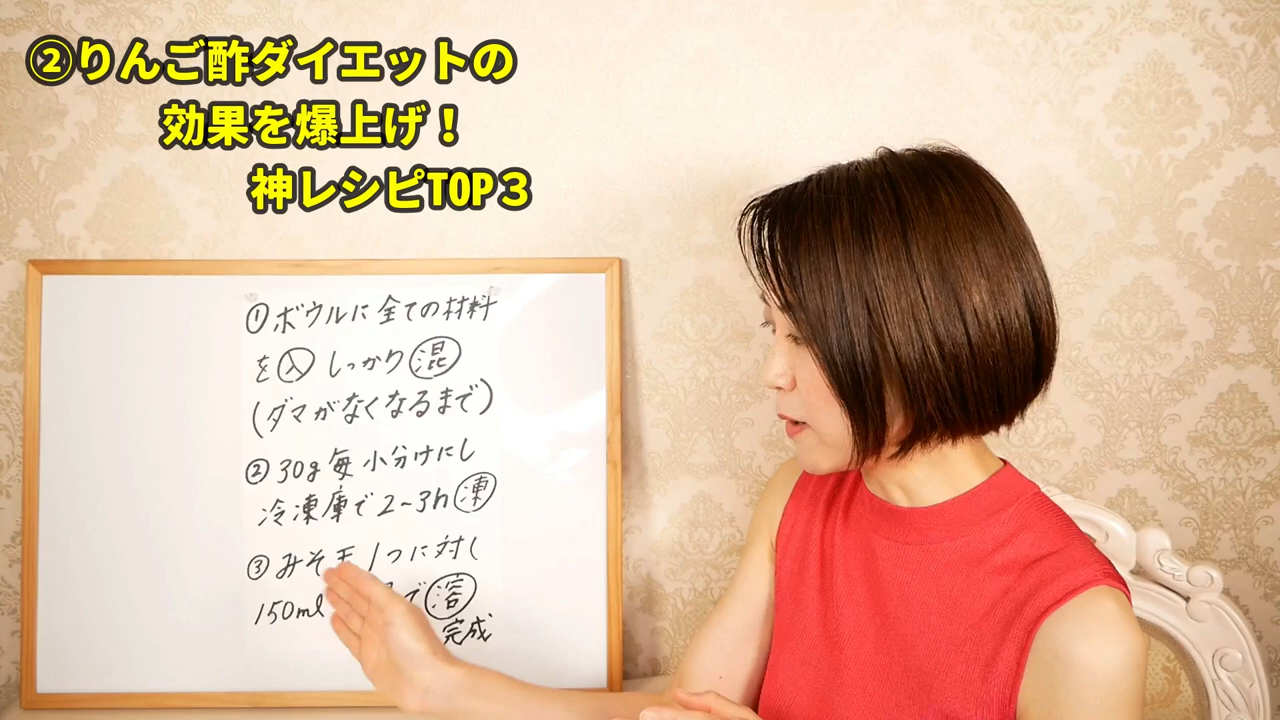 ②りんご酢ダイエットの
効果を爆上げ！
神レシピTOP３
①ボウルに全ての材料
を入しっかり混
(ダマがなくなるまで)
②30g毎小分けにし
冷凍庫で2~3h凍
③みそ玉1つに対し
150ml で溶
完成